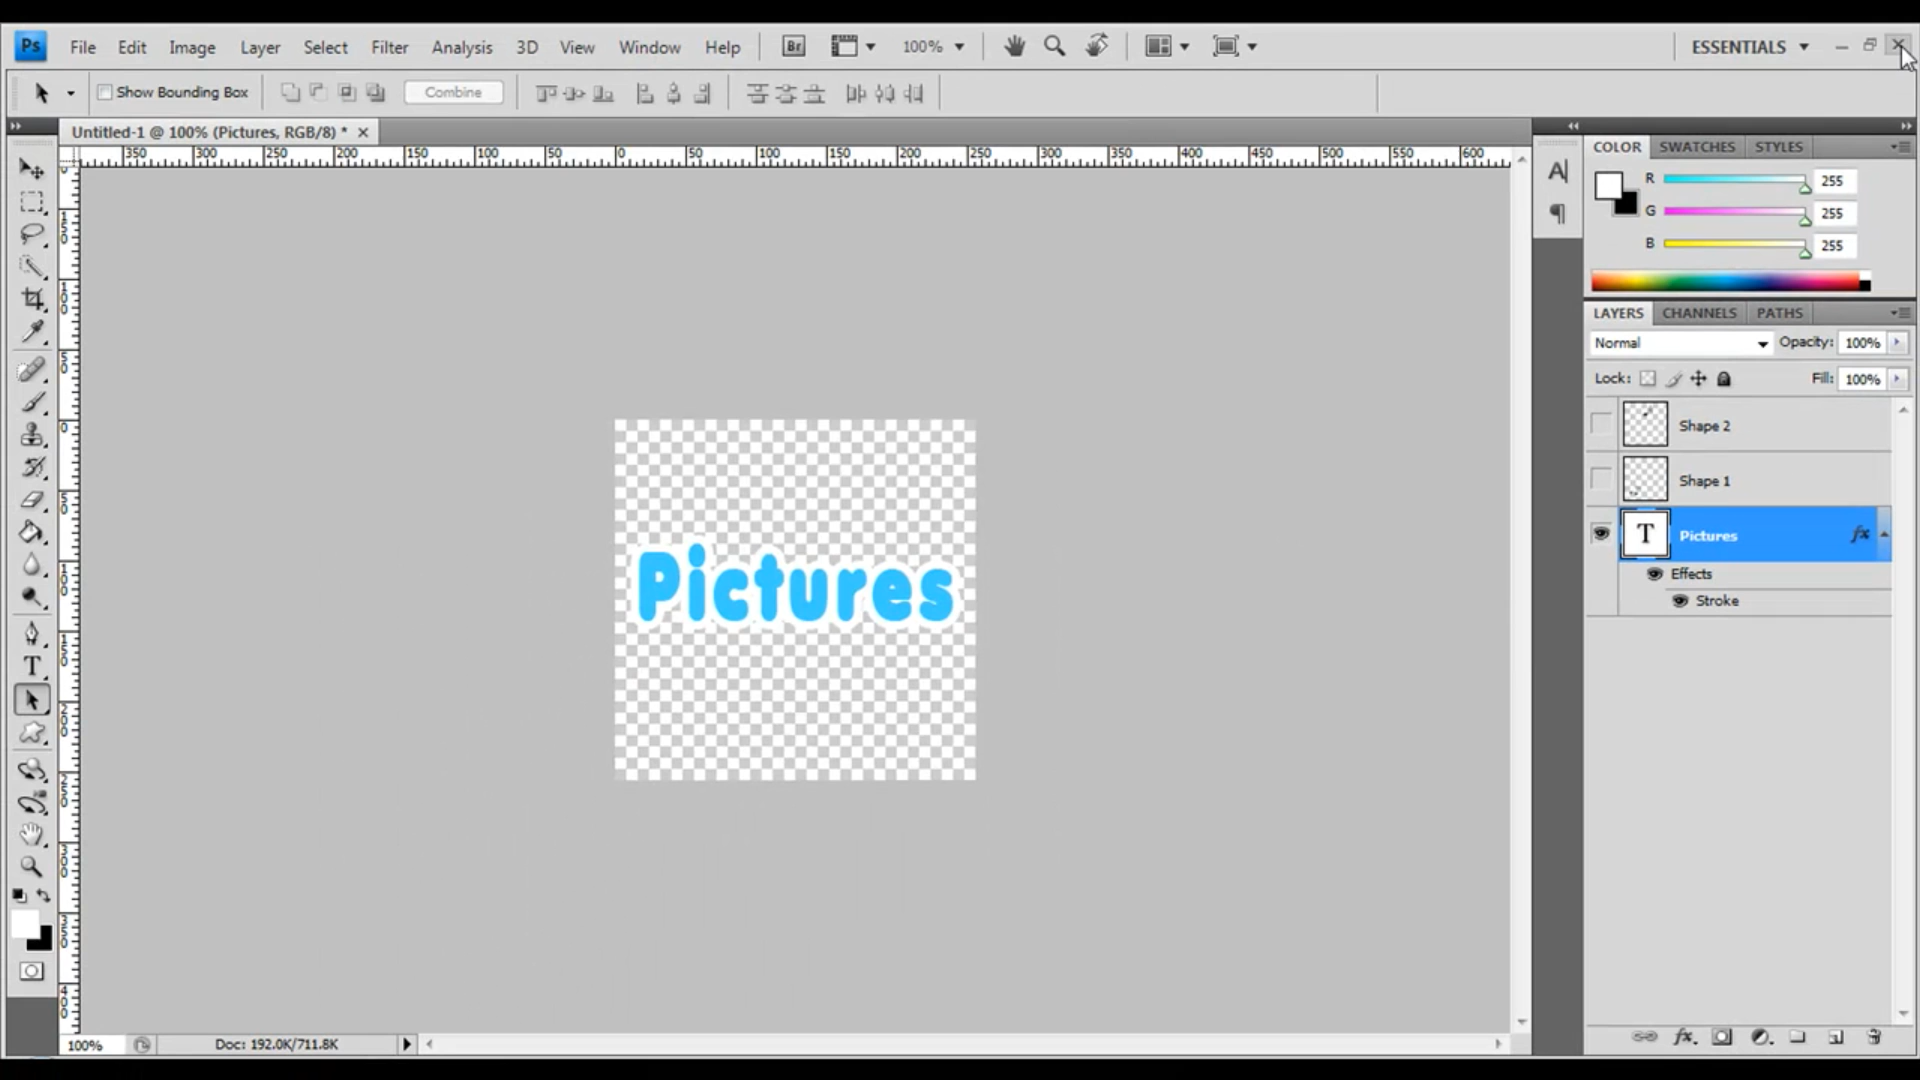 Ps File Edit Image Layer Select Filter Analysis 3D View Window Help Br 100% ESSENTIALS
Show Bounding Box Combine
Untitled-1 @ 100% (Pictures, RGB/8) *
350 300 250 200 150 100 50 0 50 100 150 200 250 300 350 400 450 500 550 600
COLOR SWATCHES STYLES
R 255
G 255
B 255
LAYERS CHANNELS PATHS
Normal Opacity: 100%
Lock: Fill: 100%
Shape 2
Shape 1
T Pictures fx
Effects
Stroke
Pictures
100% Doc: 192.0K/711.8K